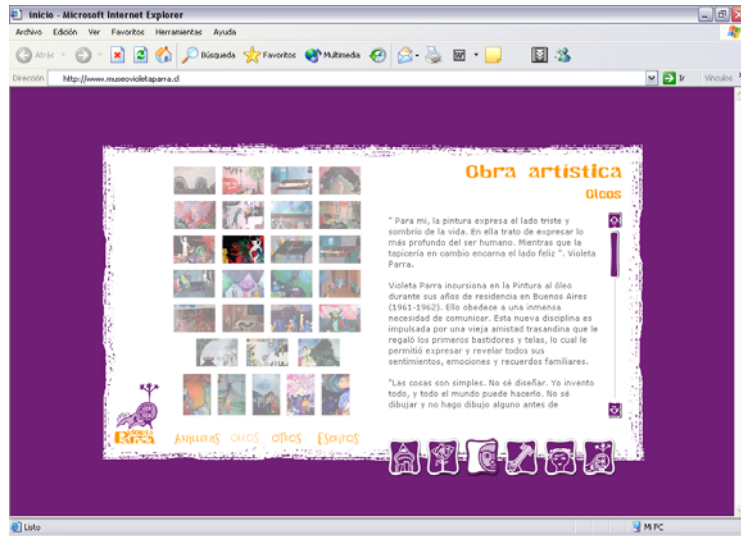 inicio - Microsoft Internet Explorer
Archivo Edición Ver Favoritos Herramientas Ayuda
Atrás Búsqueda Favoritos Multimedia
Dirección http://www.museovioletaparra.cl Ir Vínculos
Obra artística
Oleos
" Para mi, la pintura expresa el lado triste y
sombrío de la vida. En ella trato de expresar lo
más profundo del ser humano. Mientras que la
tapicería en cambio encarna el lado feliz ". Violeta
Parra.
Violeta Parra incursiona en la Pintura al óleo
durante sus años de residencia en Buenos Aires
(1961-1962). Ello obedece a una inmensa
necesidad de comunicar. Esta nueva disciplina es
impulsada por una vieja amistad trasandina que le
regaló los primeros bastidores y telas, lo cual le
permitió expresar y revelar todos sus
sentimientos, emociones y recuerdos familiares.
"Las cosas son simples. No sé diseñar. Yo invento
todo, y todo el mundo puede hacerlo. No sé
dibujar y no hago dibujo alguno antes de
Violeta
Parra
Arpilleras Oleos Otros Escritos
Listo Mi PC